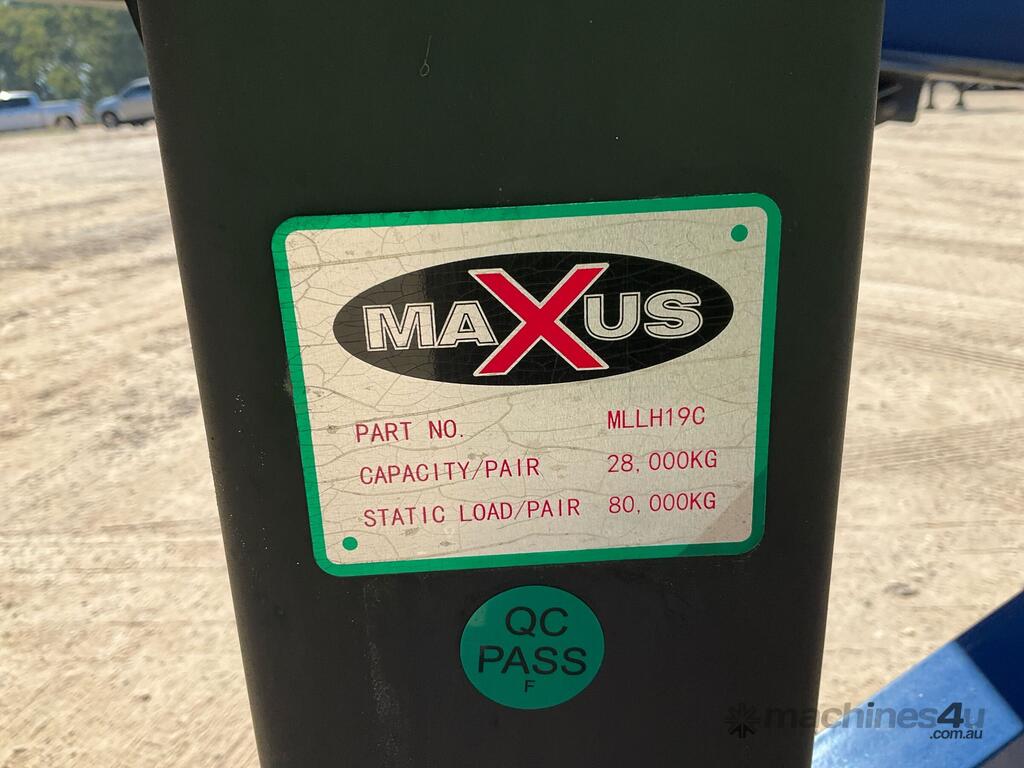 MAXUS
PART NO. MLLH19C
CAPACITY/PAIR 28,000KG
STATIC LOAD/PAIR 80,000KG
QC
PASS
F
machines4u
.com.au